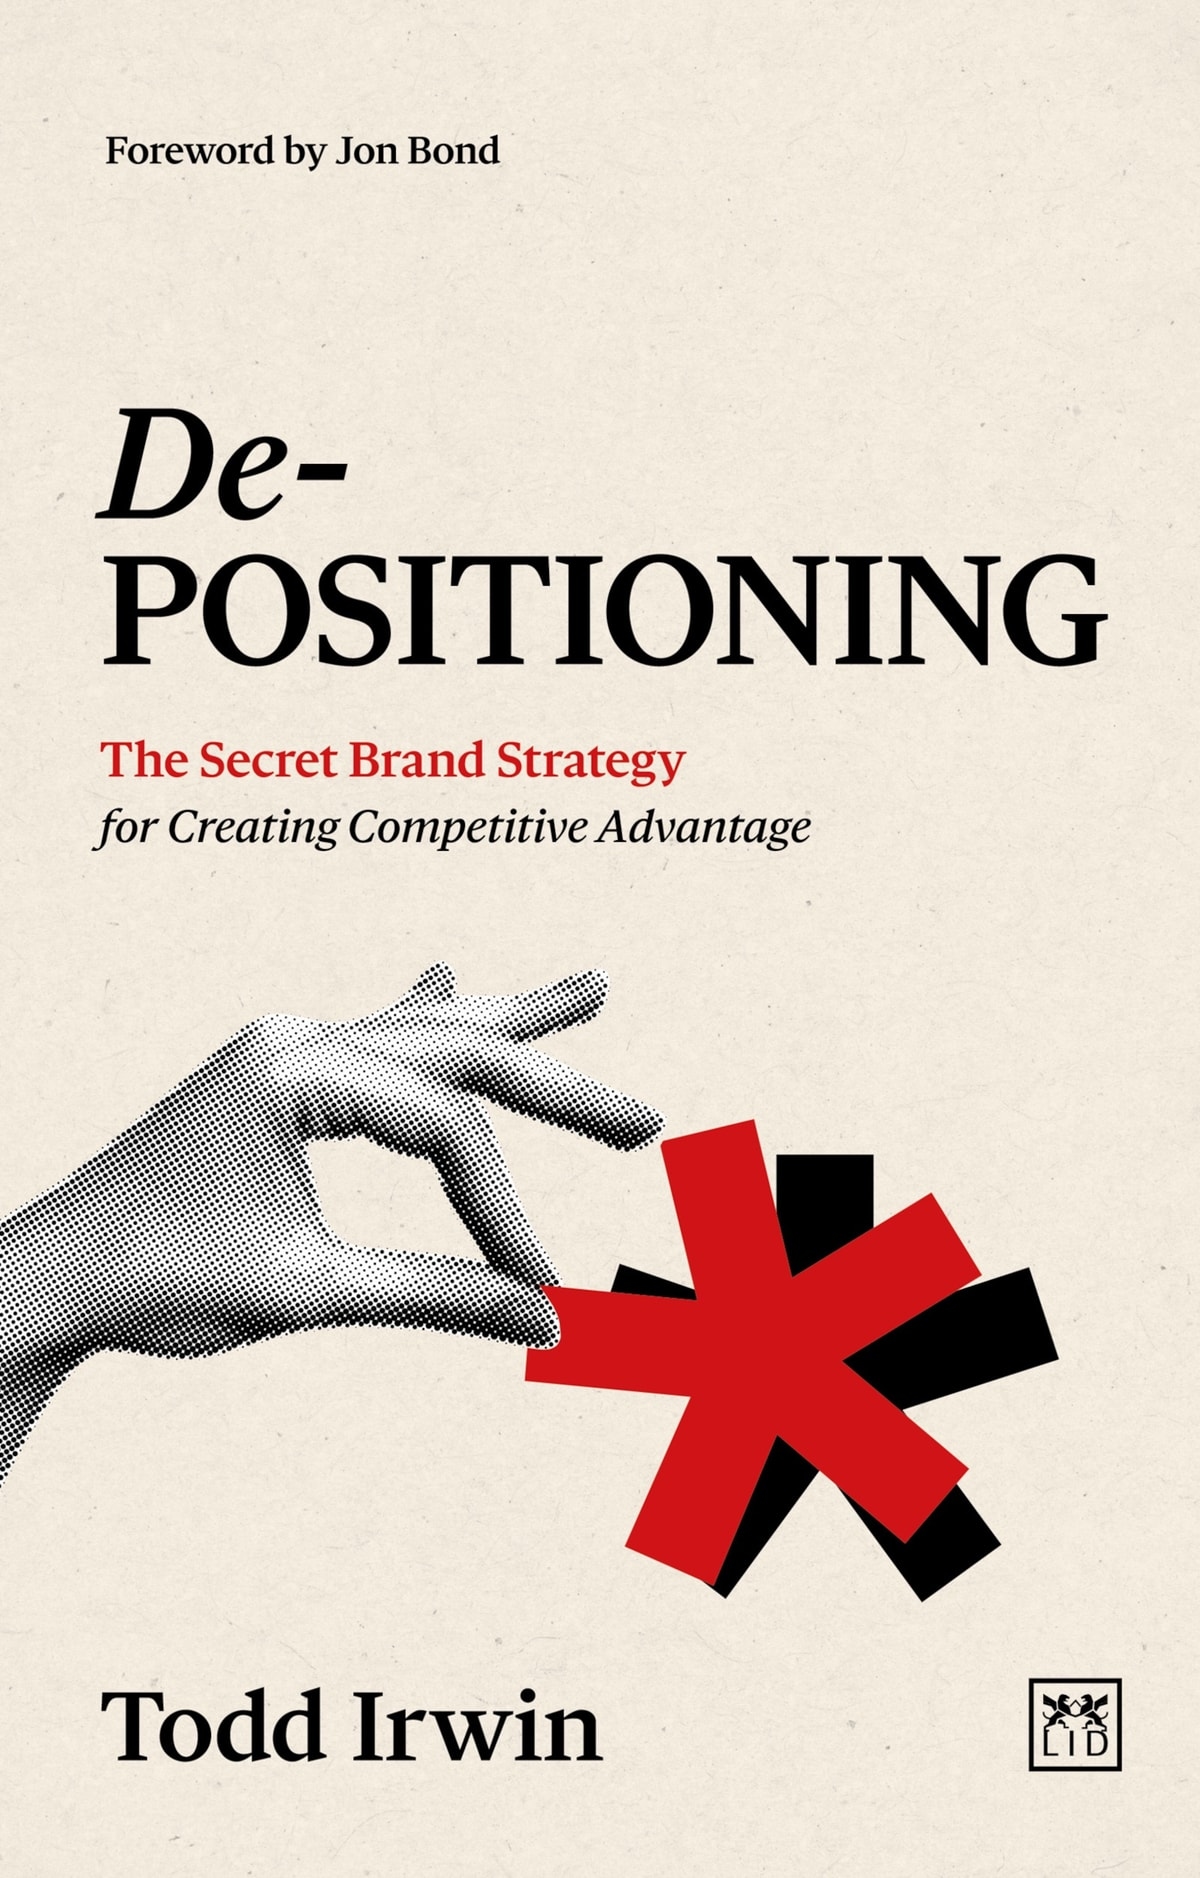 Foreword by Jon Bond
De-
POSITIONING
The Secret Brand Strategy
for Creating Competitive Advantage
Todd Irwin
LID